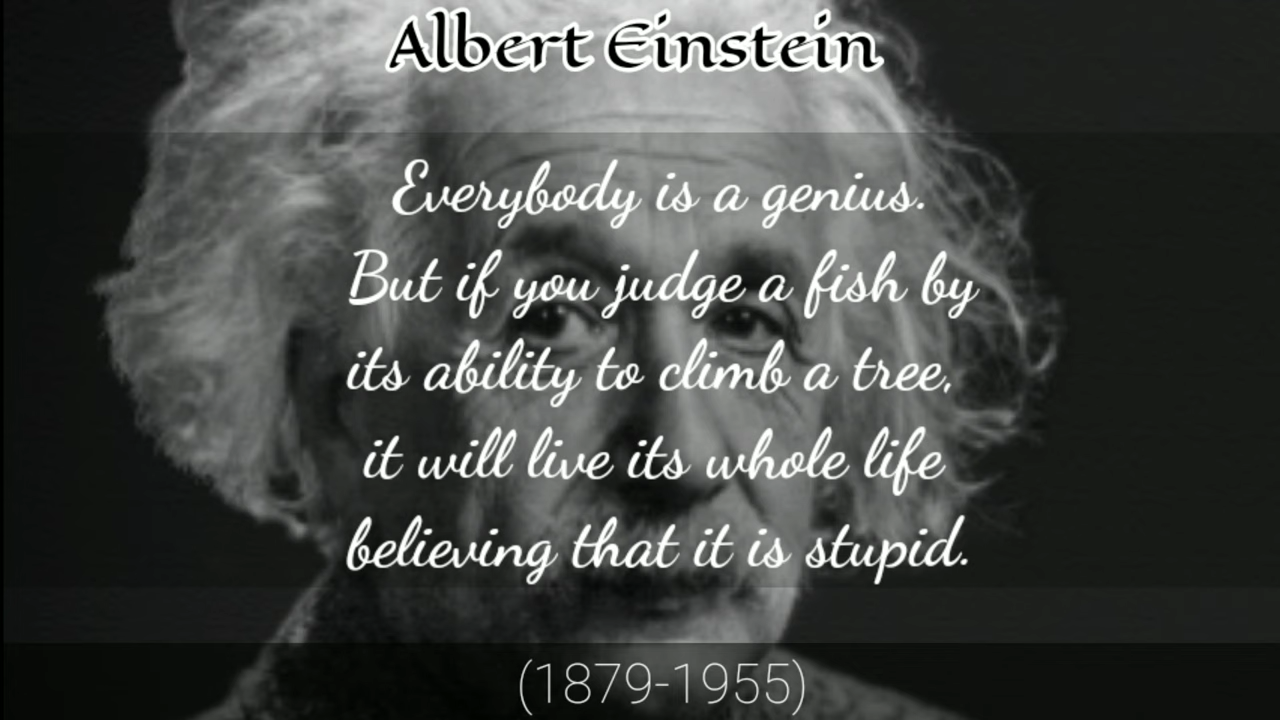 Albert Einstein
Everybody is a genius.
But if you judge a fish by
its ability to climb a tree,
it will live its whole life
believing that it is stupid.
(1879-1955)